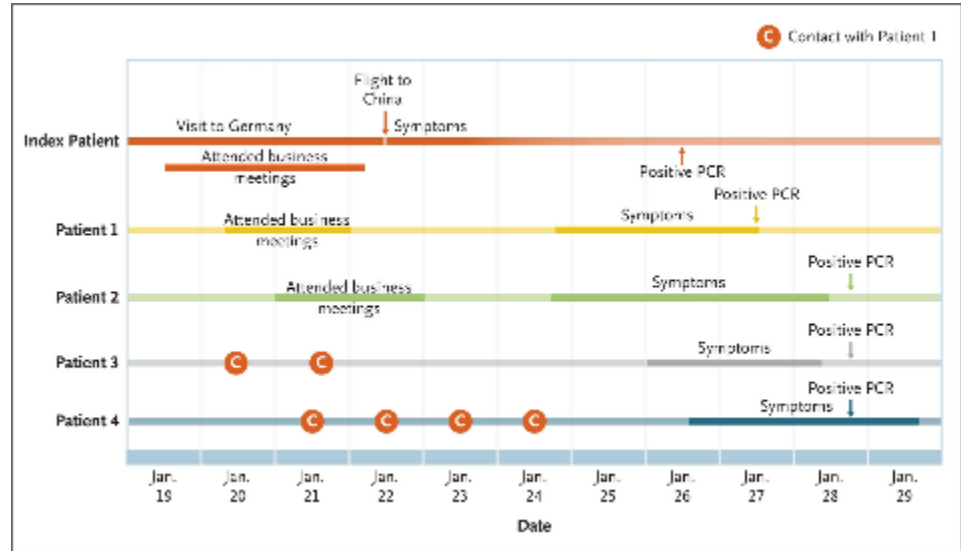 C Contact with Patient 1
Flight to
China
Visit to Germany
Symptoms
Index Patient
Attended business
meetings
Positive PCR
Positive PCR
Patient 1
Attended business
meetings
Symptoms
Positive PCR
Patient 2
Attended business
meetings
Symptoms
Positive PCR
Patient 3
C C
Symptoms
Positive PCR
Patient 4
C C C C
Symptoms
Jan. Jan. Jan. Jan. Jan. Jan. Jan. Jan. Jan. Jan. Jan.
19 20 21 22 23 24 25 26 27 28 29
Date